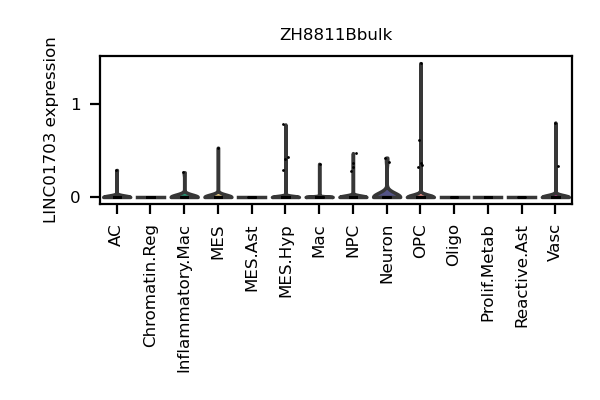 ZH8811Bbulk
LINC01703 expression
1
0
AC
Chromatin.Reg
Inflammatory.Mac
MES
MES.Ast
MES.Hyp
Mac
NPC
Neuron
OPC
Oligo
Prolif.Metab
Reactive.Ast
Vasc